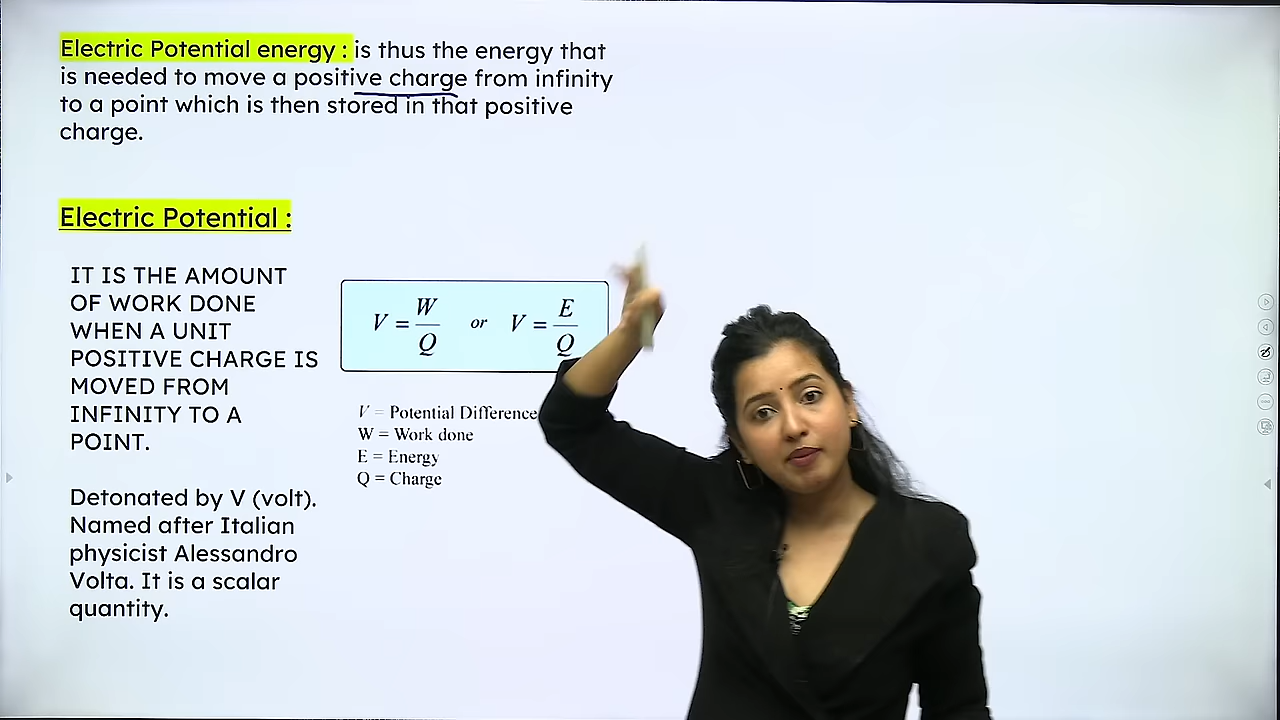 Electric Potential energy : is thus the energy that
is needed to move a positive charge from infinity
to a point which is then stored in that positive
charge.
Electric Potential :
IT IS THE AMOUNT
OF WORK DONE
WHEN A UNIT
POSITIVE CHARGE IS
MOVED FROM
INFINITY TO A
POINT.
Detonated by V (volt).
Named after Italian
physicist Alessandro
Volta. It is a scalar
quantity.
V = W/Q or V = E/Q
V = Potential Difference
W = Work done
E = Energy
Q = Charge